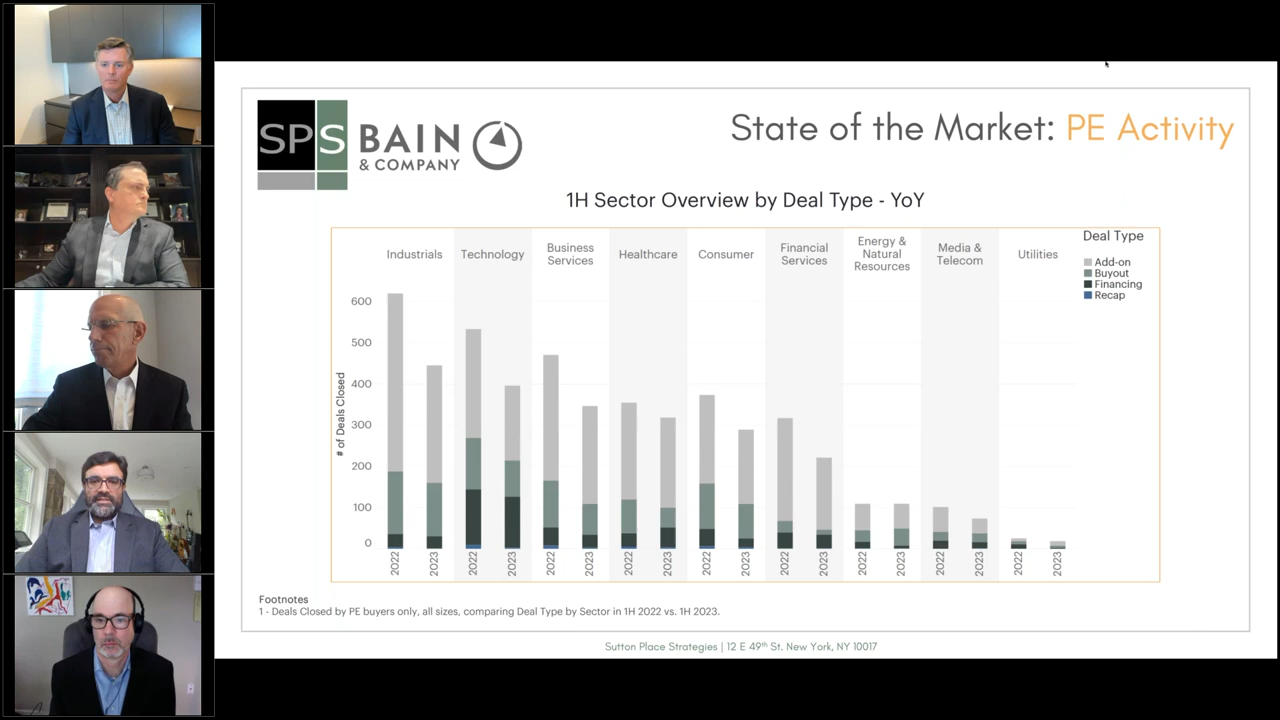 SPS BAIN & COMPANY
State of the Market: PE Activity
1H Sector Overview by Deal Type - YoY
Industrials
Technology
Business
Services
Healthcare
Consumer
Financial
Services
Energy &
Natural
Resources
Media &
Telecom
Utilities
Deal Type
Add-on
Buyout
Financing
Recap
# of Deals Closed
600
500
400
300
200
100
0
2022
2023
2022
2023
2022
2023
2022
2023
2022
2023
2022
2023
2022
2023
2022
2023
2022
2023
Footnotes
1 - Deals Closed by PE buyers only, all sizes, comparing Deal Type by Sector in 1H 2022 vs. 1H 2023.
Sutton Place Strategies | 12 E 49th St. New York, NY 10017